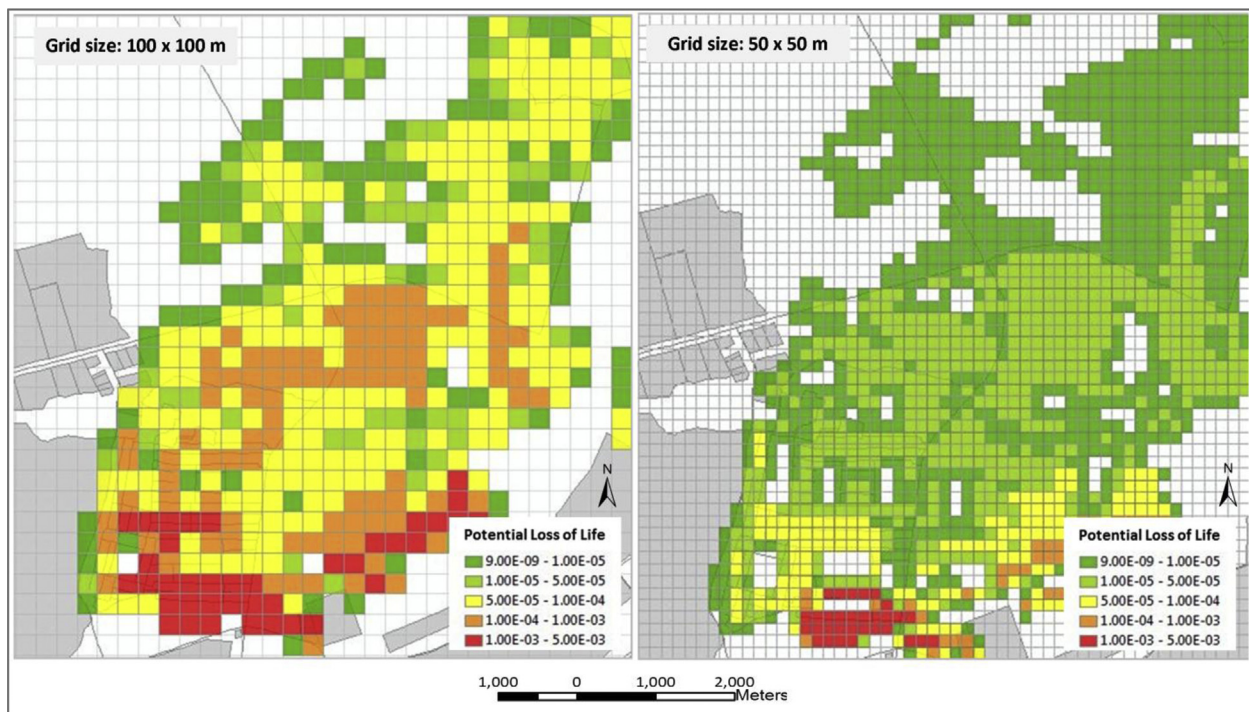 Grid size: 100 x 100 m
N
Potential Loss of Life
9.00E-09 - 1.00E-05
1.00E-05 - 5.00E-05
5.00E-05 - 1.00E-04
1.00E-04 - 1.00E-03
1.00E-03 - 5.00E-03
Grid size: 50 x 50 m
N
Potential Loss of Life
9.00E-09 - 1.00E-05
1.00E-05 - 5.00E-05
5.00E-05 - 1.00E-04
1.00E-04 - 1.00E-03
1.00E-03 - 5.00E-03
1,000 0 1,000 2,000
Meters